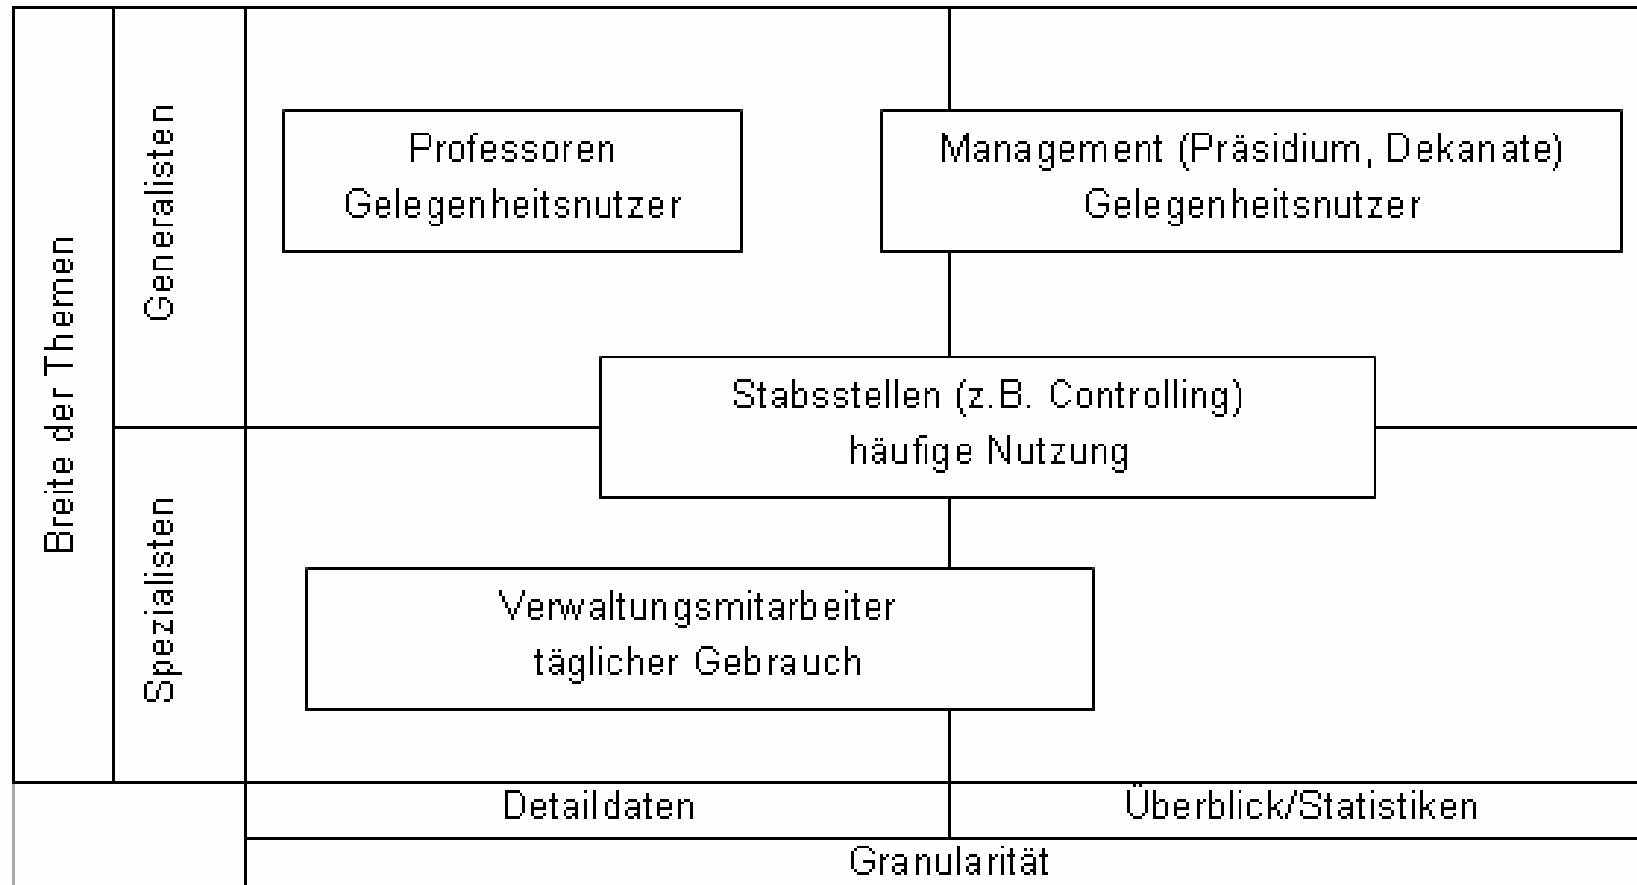 Breite der Themen
Generalisten
Professoren
Gelegenheitsnutzer
Management (Präsidium, Dekanate)
Gelegenheitsnutzer
Stabsstellen (z.B. Controlling)
häufige Nutzung
Spezialisten
Verwaltungsmitarbeiter
täglicher Gebrauch
Detaildaten
Überblick/Statistiken
Granularität